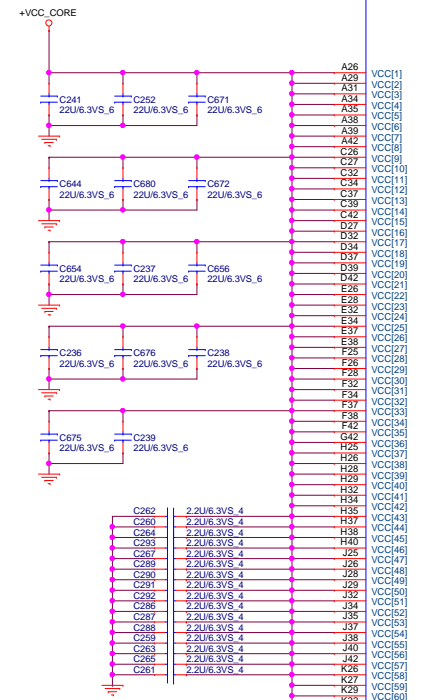 +VCC_CORE
A26 VCC[1]
A29 VCC[2]
A31 VCC[3]
A34 VCC[4]
A35 VCC[5]
A38 VCC[6]
A39 VCC[7]
A42 VCC[8]
C26 VCC[9]
C27 VCC[10]
C32 VCC[11]
C34 VCC[12]
C37 VCC[13]
C39 VCC[14]
C42 VCC[15]
D27 VCC[16]
D32 VCC[17]
D34 VCC[18]
D37 VCC[19]
D39 VCC[20]
D42 VCC[21]
E26 VCC[22]
E28 VCC[23]
E32 VCC[24]
E34 VCC[25]
E37 VCC[26]
E38 VCC[27]
F25 VCC[28]
F26 VCC[29]
F28 VCC[30]
F32 VCC[31]
F34 VCC[32]
F37 VCC[33]
F38 VCC[34]
F42 VCC[35]
G42 VCC[36]
H25 VCC[37]
H26 VCC[38]
H28 VCC[39]
H29 VCC[40]
H32 VCC[41]
H34 VCC[42]
H35 VCC[43]
H37 VCC[44]
H38 VCC[45]
H40 VCC[46]
J25 VCC[47]
J26 VCC[48]
J28 VCC[49]
J29 VCC[50]
J32 VCC[51]
J34 VCC[52]
J35 VCC[53]
J37 VCC[54]
J38 VCC[55]
J40 VCC[56]
J42 VCC[57]
K26 VCC[58]
K27 VCC[59]
K29
C241 C252 C671
22U/6.3VS_6 22U/6.3VS_6 22U/6.3VS_6
C644 C680 C672
22U/6.3VS_6 22U/6.3VS_6 22U/6.3VS_6
C654 C237 C656
22U/6.3VS_6 22U/6.3VS_6 22U/6.3VS_6
C236 C676 C238
22U/6.3VS_6 22U/6.3VS_6 22U/6.3VS_6
C675 C239
22U/6.3VS_6 22U/6.3VS_6
C262 2.2U/6.3VS_4
C260 2.2U/6.3VS_4
C264 2.2U/6.3VS_4
C293 2.2U/6.3VS_4
C267 2.2U/6.3VS_4
C289 2.2U/6.3VS_4
C290 2.2U/6.3VS_4
C291 2.2U/6.3VS_4
C292 2.2U/6.3VS_4
C286 2.2U/6.3VS_4
C287 2.2U/6.3VS_4
C288 2.2U/6.3VS_4
C259 2.2U/6.3VS_4
C263 2.2U/6.3VS_4
C265 2.2U/6.3VS_4
C261 2.2U/6.3VS_4